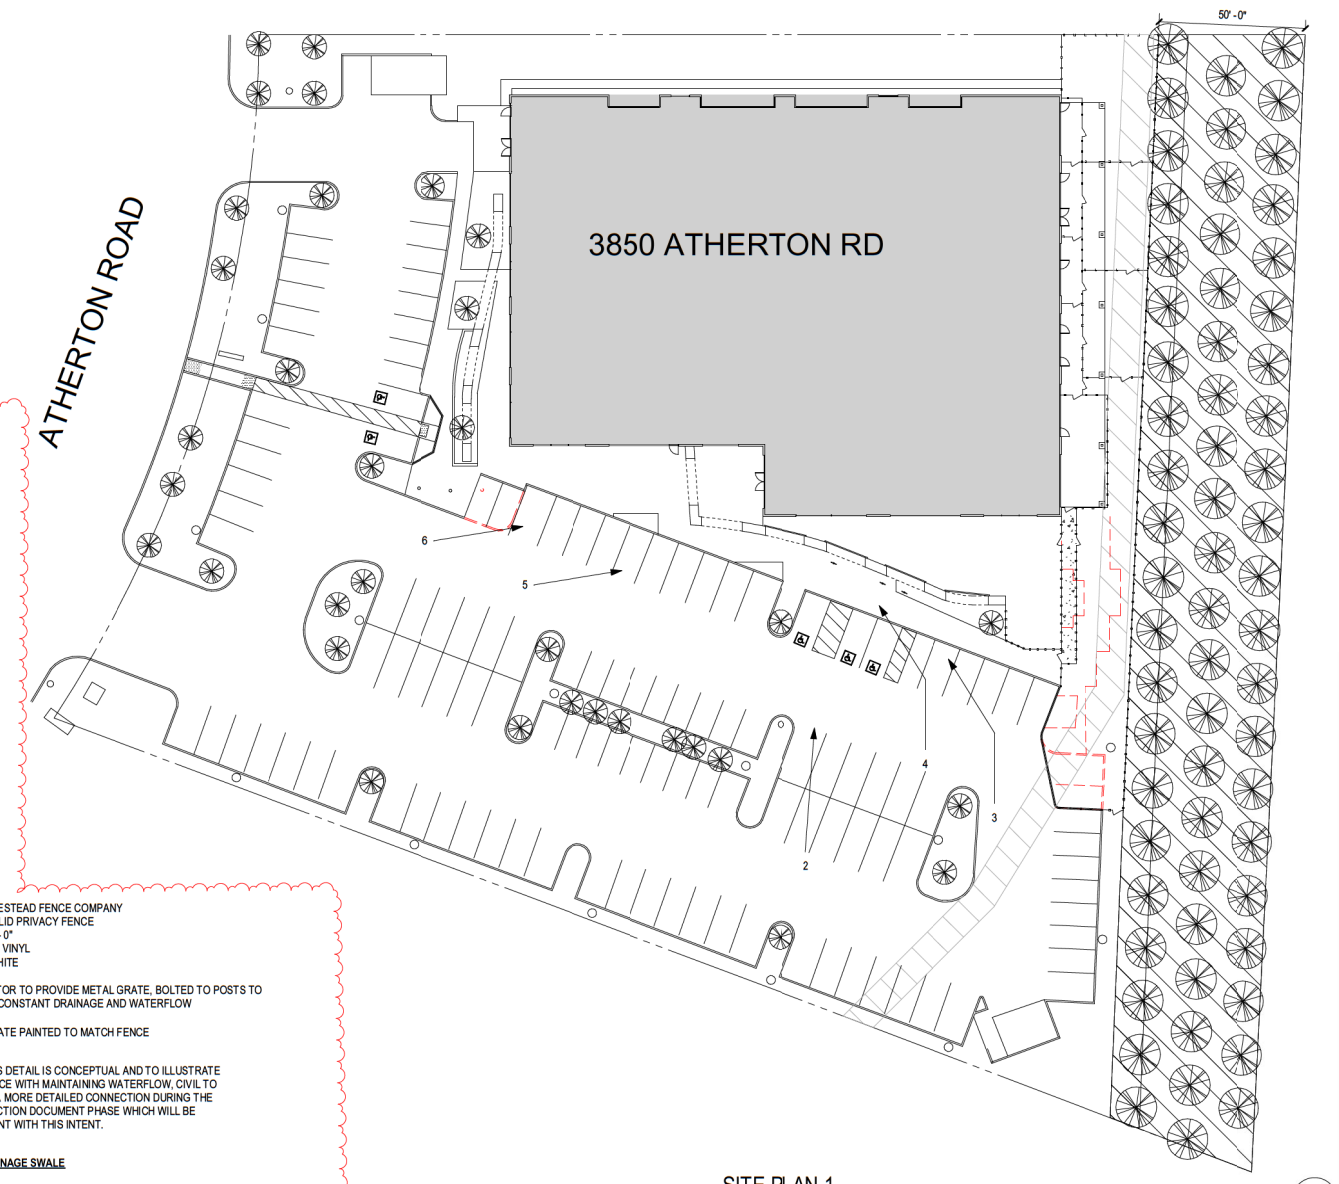 50' - 0"
3850 ATHERTON RD
ATHERTON ROAD
6
5
4
3
2
ESTEAD FENCE COMPANY
LID PRIVACY FENCE
- 0"
VINYL
HITE
TOR TO PROVIDE METAL GRATE, BOLTED TO POSTS TO
CONSTANT DRAINAGE AND WATERFLOW
ATE PAINTED TO MATCH FENCE
S DETAIL IS CONCEPTUAL AND TO ILLUSTRATE
CE WITH MAINTAINING WATERFLOW, CIVIL TO
MORE DETAILED CONNECTION DURING THE
CTION DOCUMENT PHASE WHICH WILL BE
NT WITH THIS INTENT.
NAGE SWALE
SITE PLAN 1